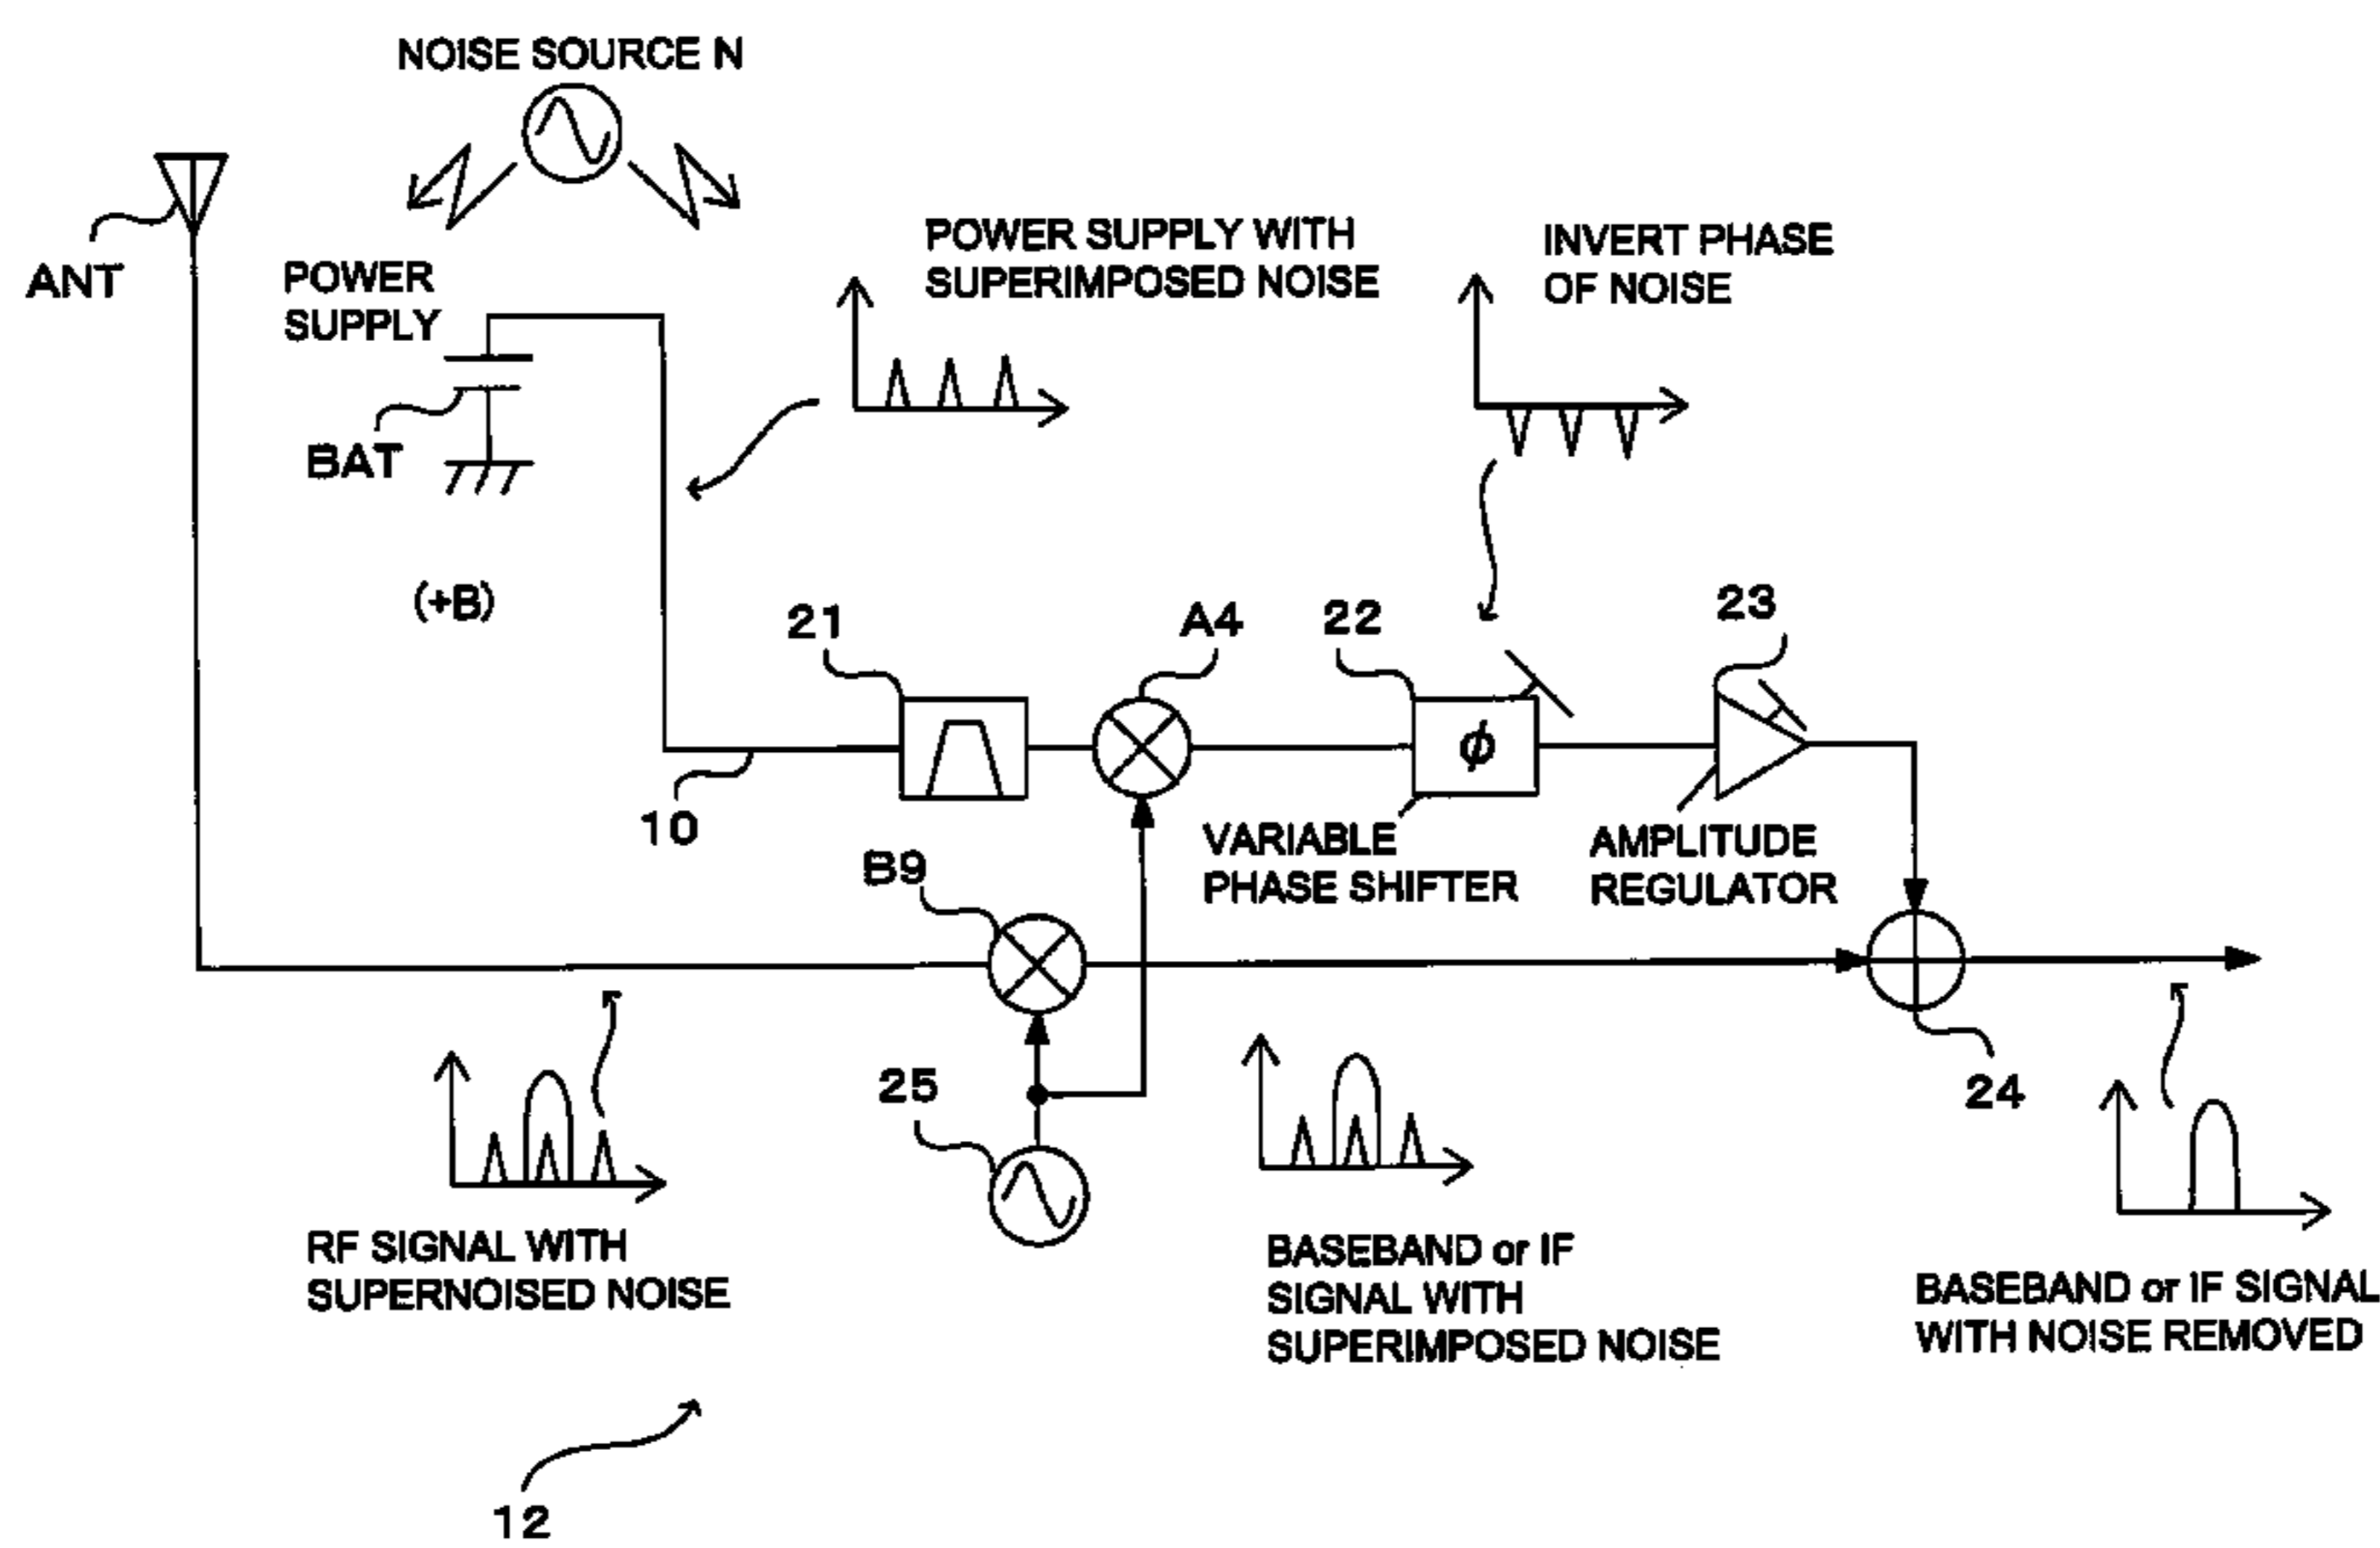 NOISE SOURCE N
ANT
POWER
SUPPLY
BAT
(+B)
POWER SUPPLY WITH
SUPERIMPOSED NOISE
INVERT PHASE
OF NOISE
21
A4
22
23
10
ϕ
VARIABLE
PHASE SHIFTER
AMPLITUDE
REGULATOR
B9
25
24
RF SIGNAL WITH
SUPERNOISED NOISE
BASEBAND or IF
SIGNAL WITH
SUPERIMPOSED NOISE
BASEBAND or IF SIGNAL
WITH NOISE REMOVED
12